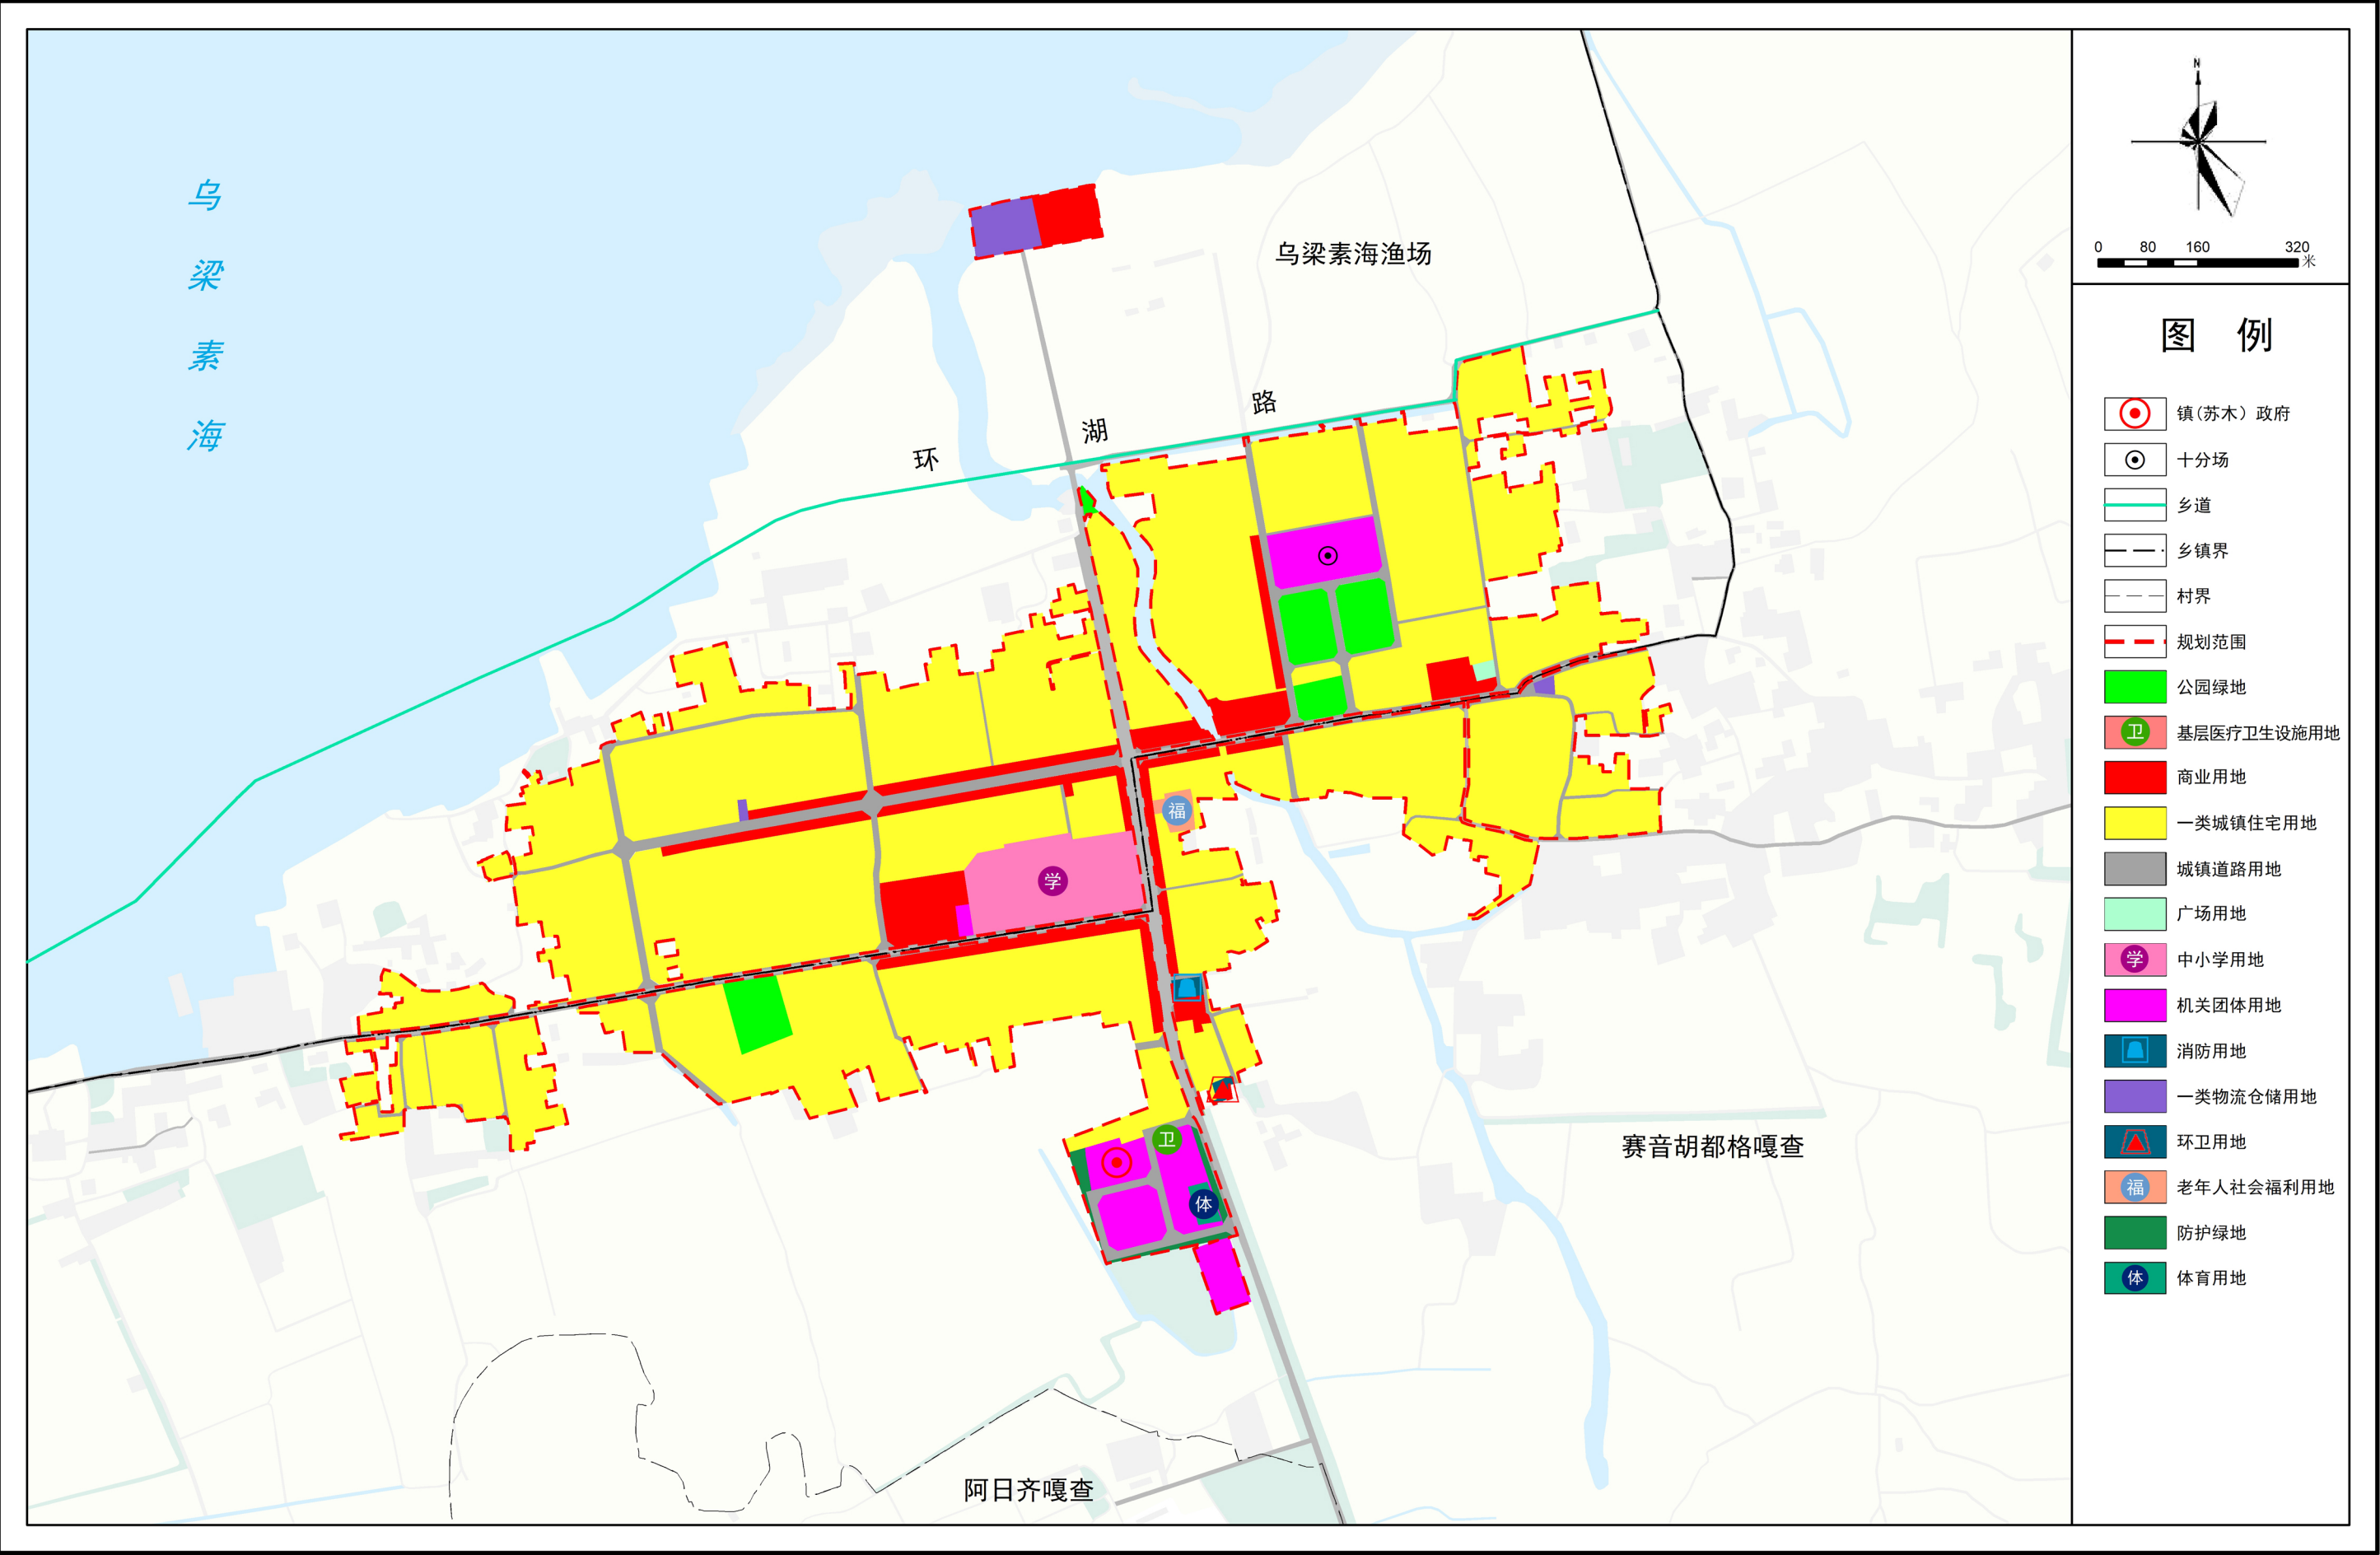 乌
梁
素
海
乌梁素海渔场
环
湖
路
学
福
卫
体
赛音胡都格嘎查
阿日齐嘎查
N
0 80 160 320
米
图 例
镇(苏木)政府
十分场
乡道
乡镇界
村界
规划范围
公园绿地
卫 基层医疗卫生设施用地
商业用地
一类城镇住宅用地
城镇道路用地
广场用地
学 中小学用地
机关团体用地
消防用地
一类物流仓储用地
环卫用地
福 老年人社会福利用地
防护绿地
体 体育用地